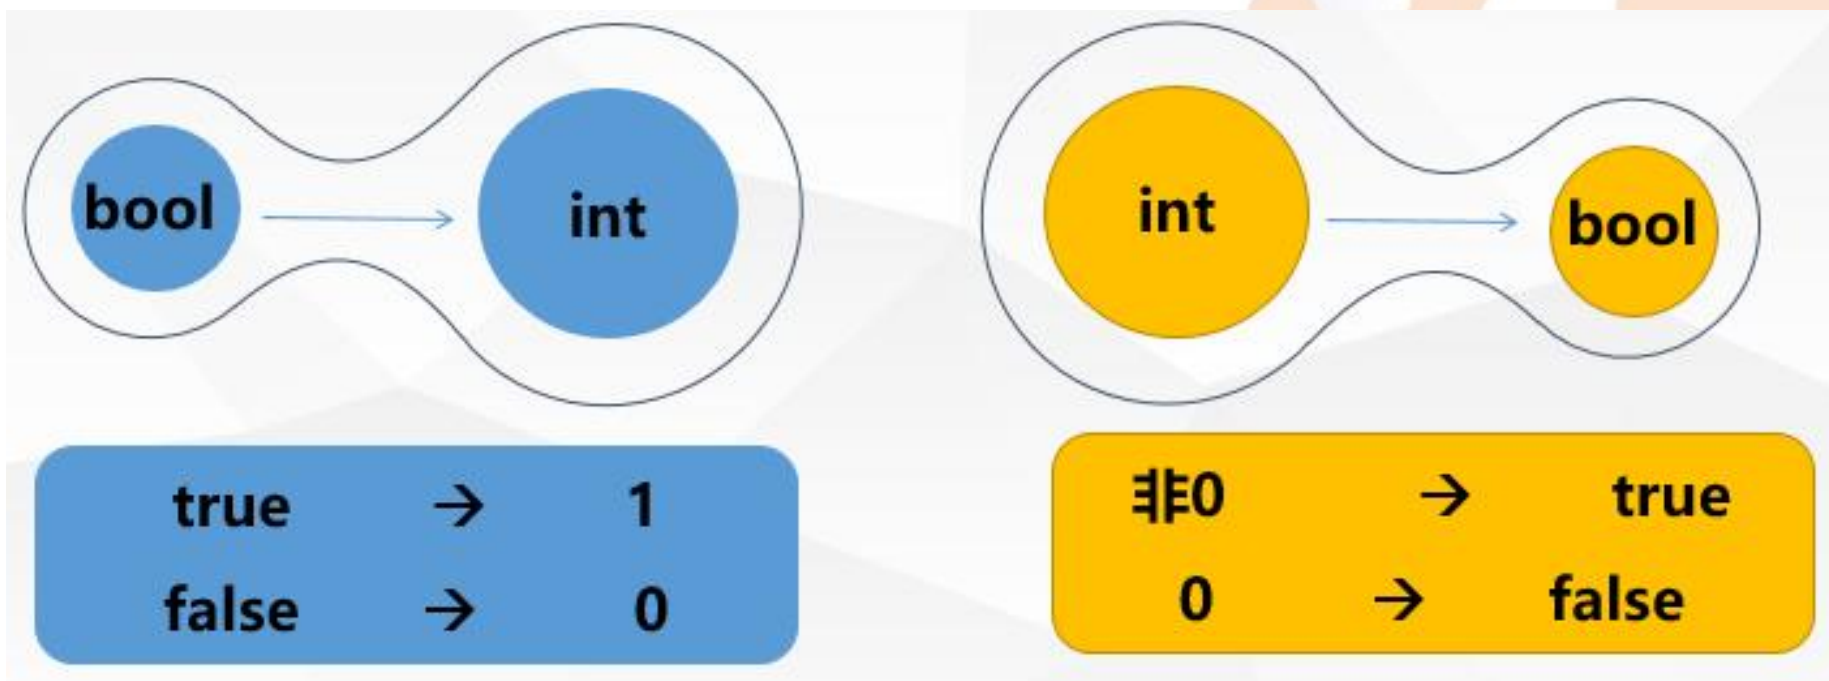 bool → int
true → 1
false → 0
int → bool
非0 → true
0 → false